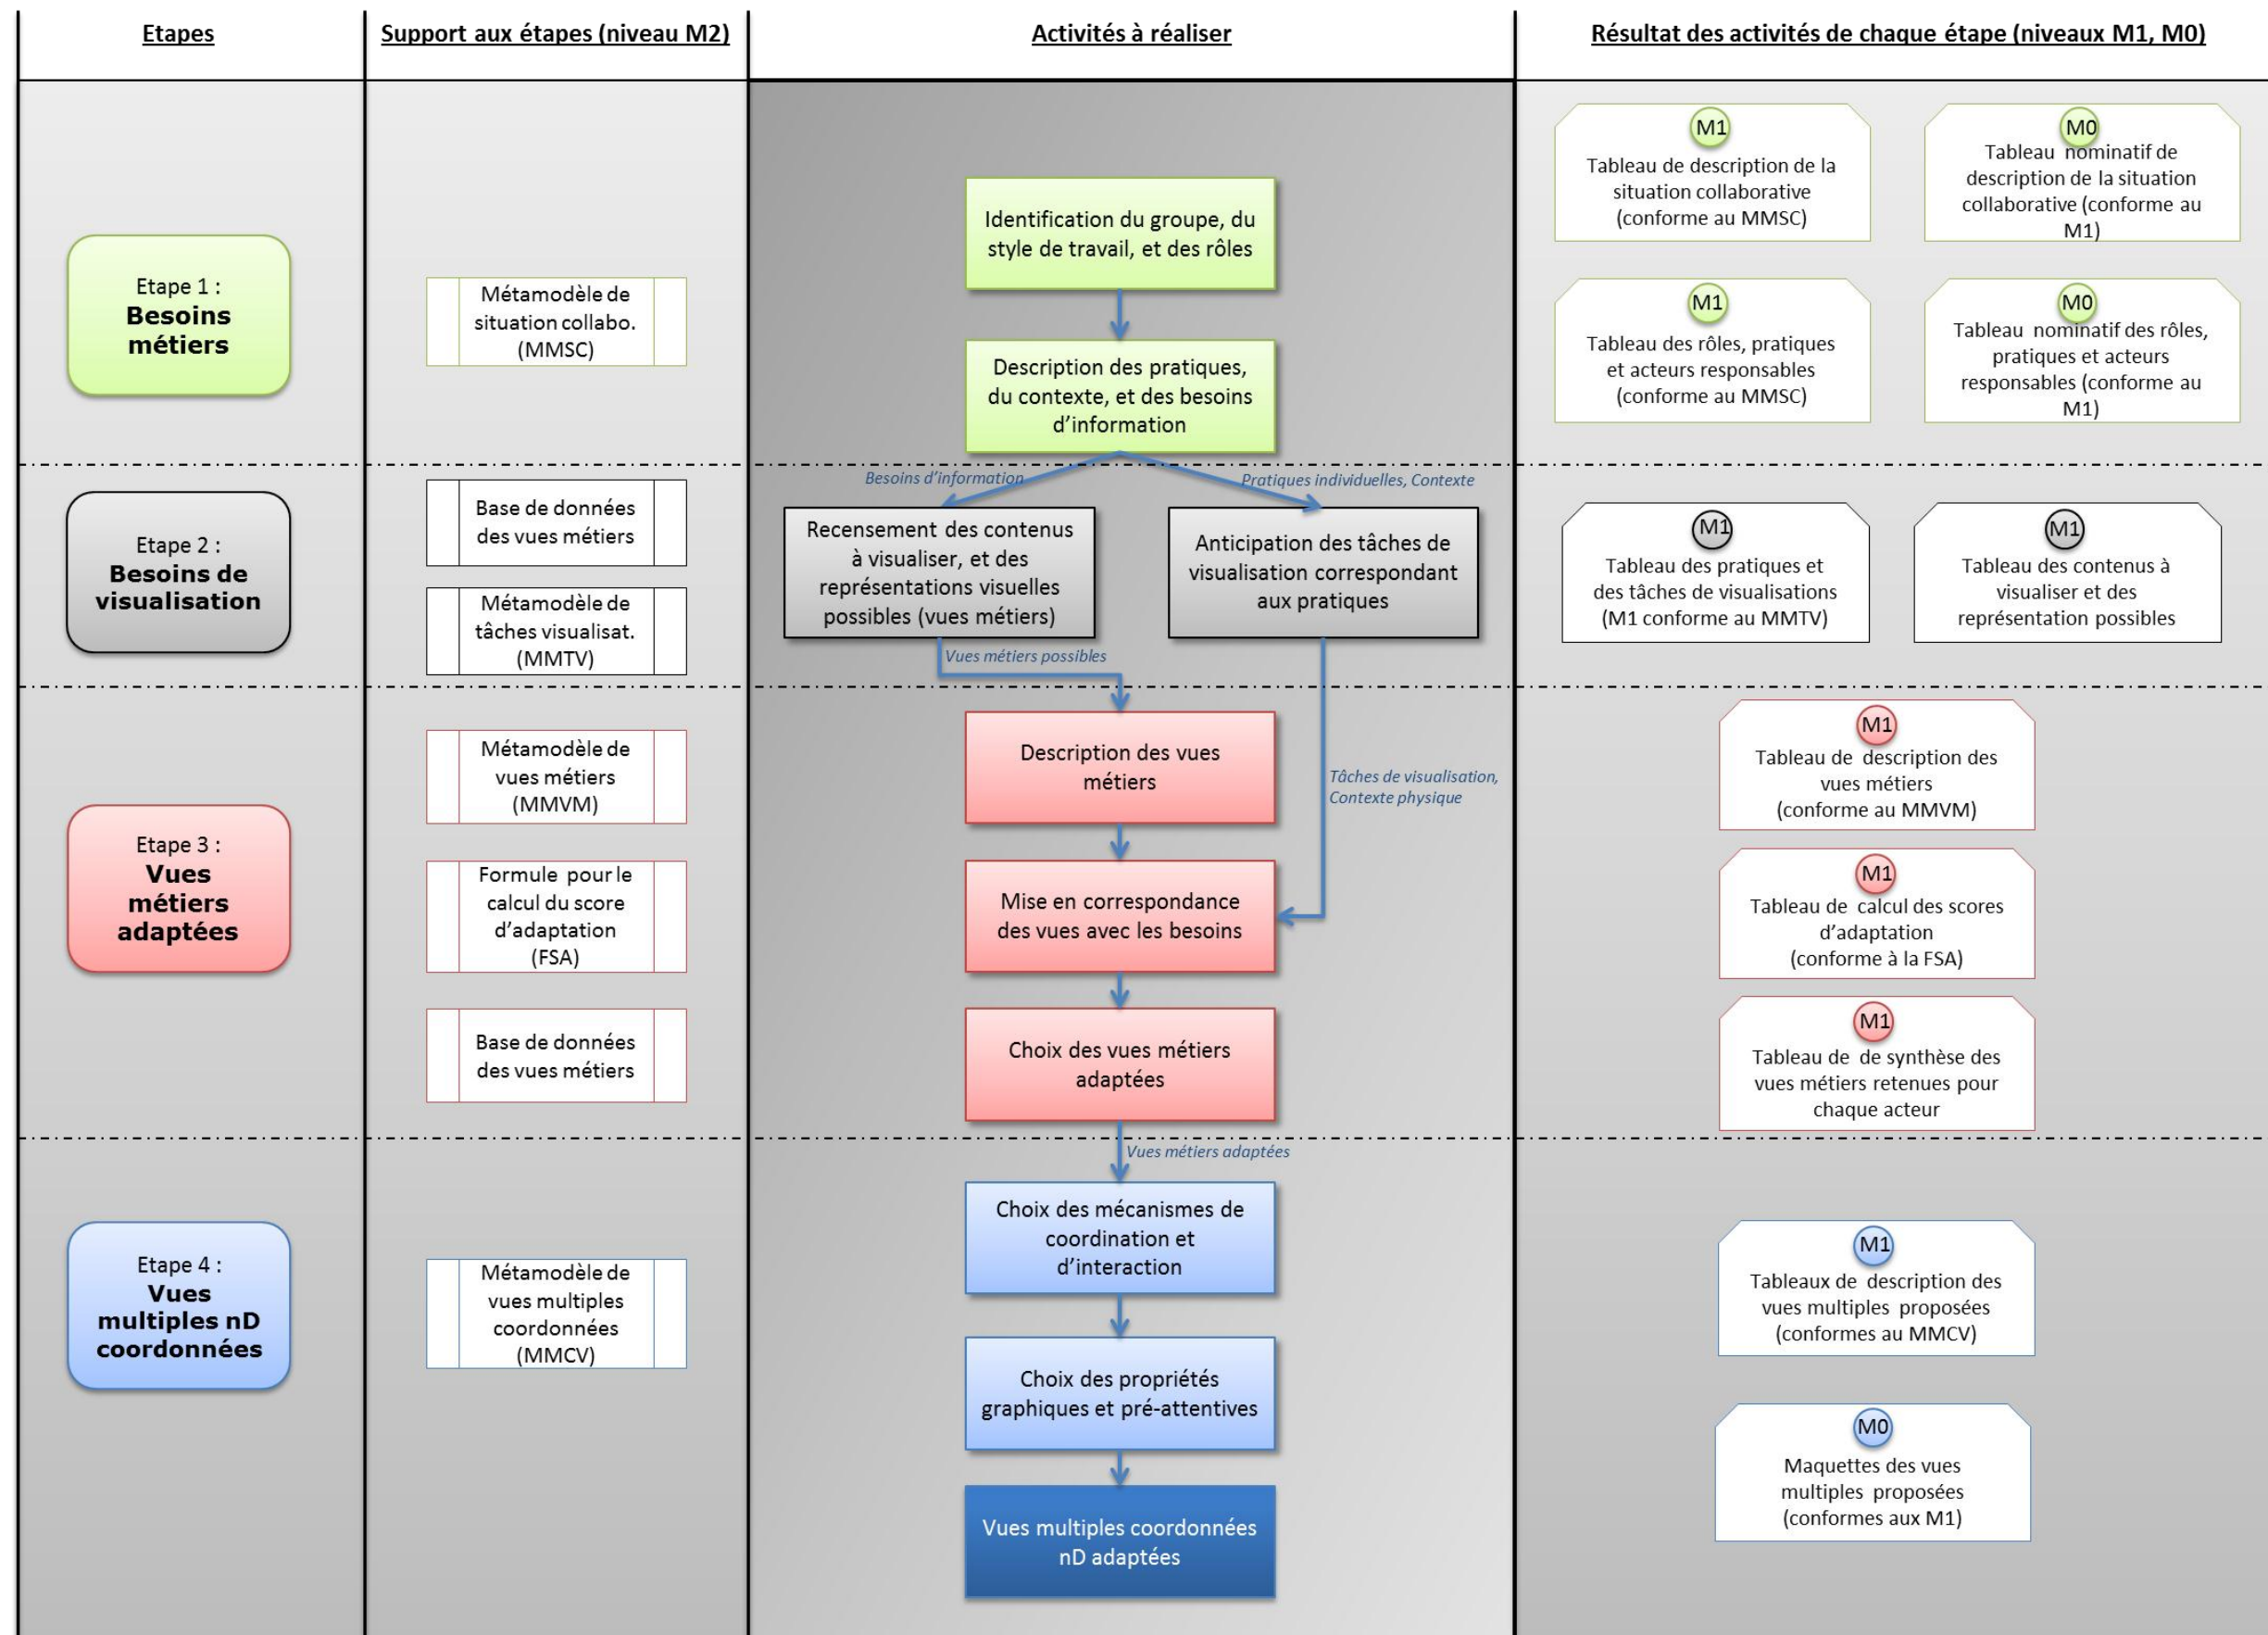 Etapes
Support aux étapes (niveau M2)
Activités à réaliser
Résultat des activités de chaque étape (niveaux M1, M0)
Etape 1 :
Besoins
métiers
Métamodèle de
situation collabo.
(MMSC)
Identification du groupe, du
style de travail, et des rôles
Description des pratiques,
du contexte, et des besoins
d’information
M1
Tableau de description de la
situation collaborative
(conforme au MMSC)
M0
Tableau nominatif de
description de la situation
collaborative (conforme au
M1)
M1
Tableau des rôles, pratiques
et acteurs responsables
(conforme au MMSC)
M0
Tableau nominatif des rôles,
pratiques et acteurs
responsables (conforme au
M1)
Etape 2 :
Besoins de
visualisation
Base de données
des vues métiers
Métamodèle de
tâches visualisat.
(MMTV)
Besoins d’information
Pratiques individuelles, Contexte
Recensement des contenus
à visualiser, et des
représentations visuelles
possibles (vues métiers)
Anticipation des tâches de
visualisation correspondant
aux pratiques
Vues métiers possibles
M1
Tableau des pratiques et
des tâches de visualisations
(M1 conforme au MMTV)
M1
Tableau des contenus à
visualiser et des
représentation possibles
Etape 3 :
Vues
métiers
adaptées
Métamodèle de
vues métiers
(MMVM)
Formule pour le
calcul du score
d’adaptation
(FSA)
Base de données
des vues métiers
Description des vues
métiers
Tâches de visualisation,
Contexte physique
Mise en correspondance
des vues avec les besoins
Choix des vues métiers
adaptées
M1
Tableau de description des
vues métiers
(conforme au MMVM)
M1
Tableau de calcul des scores
d’adaptation
(conforme à la FSA)
M1
Tableau de de synthèse des
vues métiers retenues pour
chaque acteur
Etape 4 :
Vues
multiples nD
coordonnées
Métamodèle de
vues multiples
coordonnées
(MMCV)
Vues métiers adaptées
Choix des mécanismes de
coordination et
d’interaction
Choix des propriétés
graphiques et pré-attentives
Vues multiples coordonnées
nD adaptées
M1
Tableaux de description des
vues multiples proposées
(conformes au MMCV)
M0
Maquettes des vues
multiples proposées
(conformes aux M1)